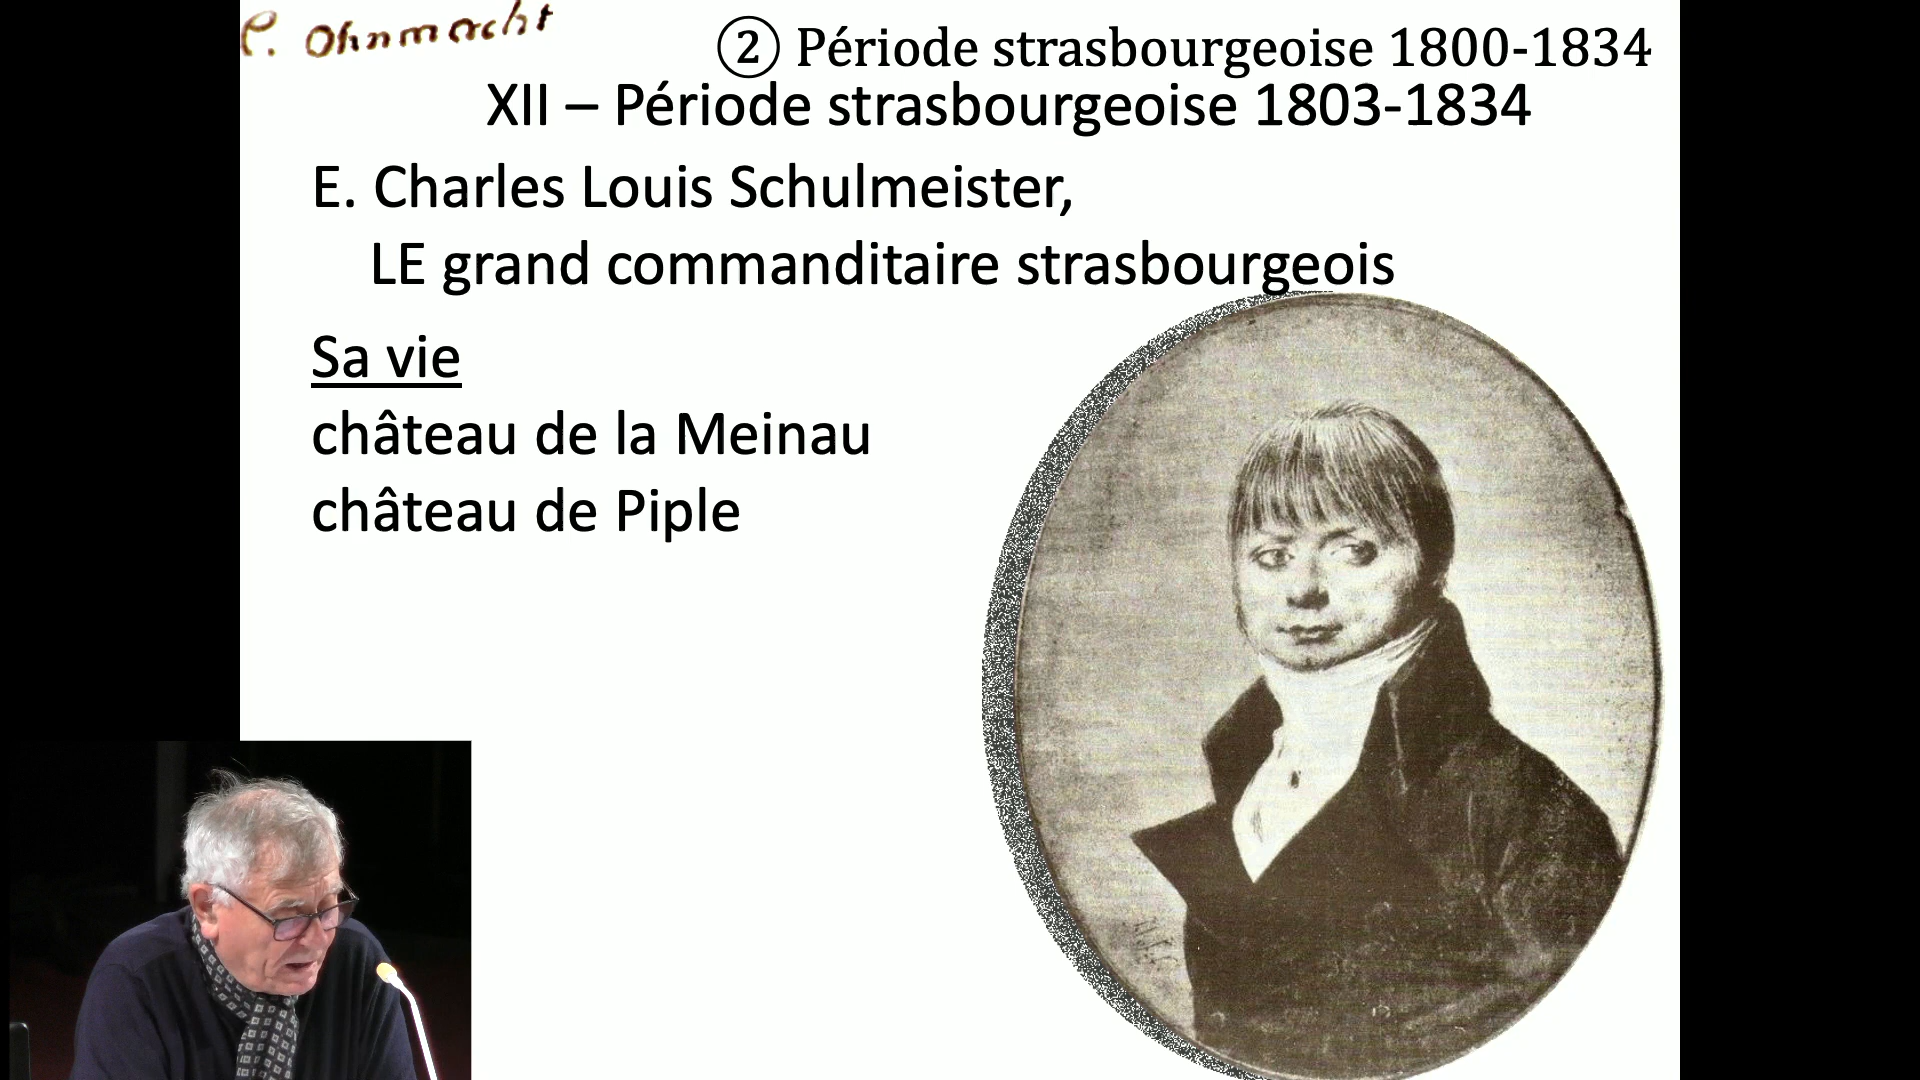 P. Ohnmacht
② Période strasbourgeoise 1800-1834
XII – Période strasbourgeoise 1803-1834
E. Charles Louis Schulmeister,
LE grand commanditaire strasbourgeois
Sa vie
château de la Meinau
château de Piple